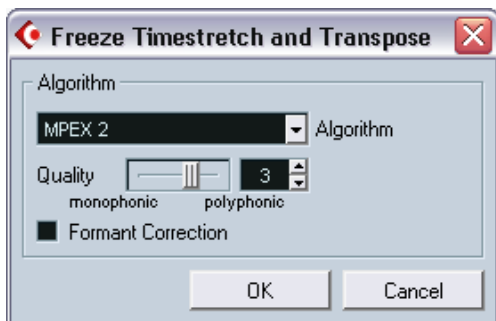 Freeze Timestretch and Transpose
Algorithm
MPEX 2 Algorithm
Quality 3
monophonic polyphonic
Formant Correction
OK Cancel